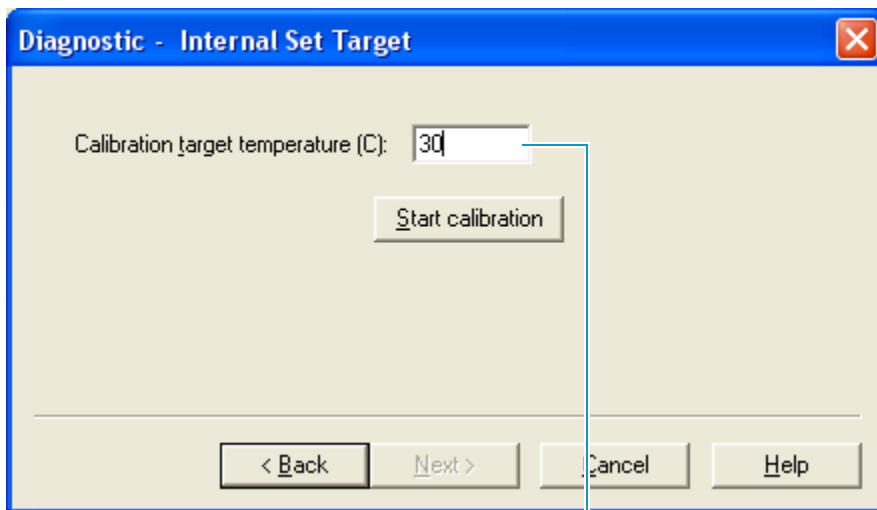 Diagnostic - Internal Set Target
Calibration target temperature (C): 30
Start calibration
< Back Next > Cancel Help